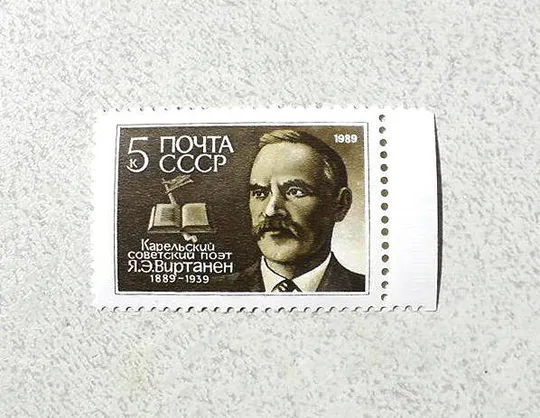 5 к ПОЧТА
СССР
1989
Карельский
советский поэт
Я.Э.Виртанен
1889-1939